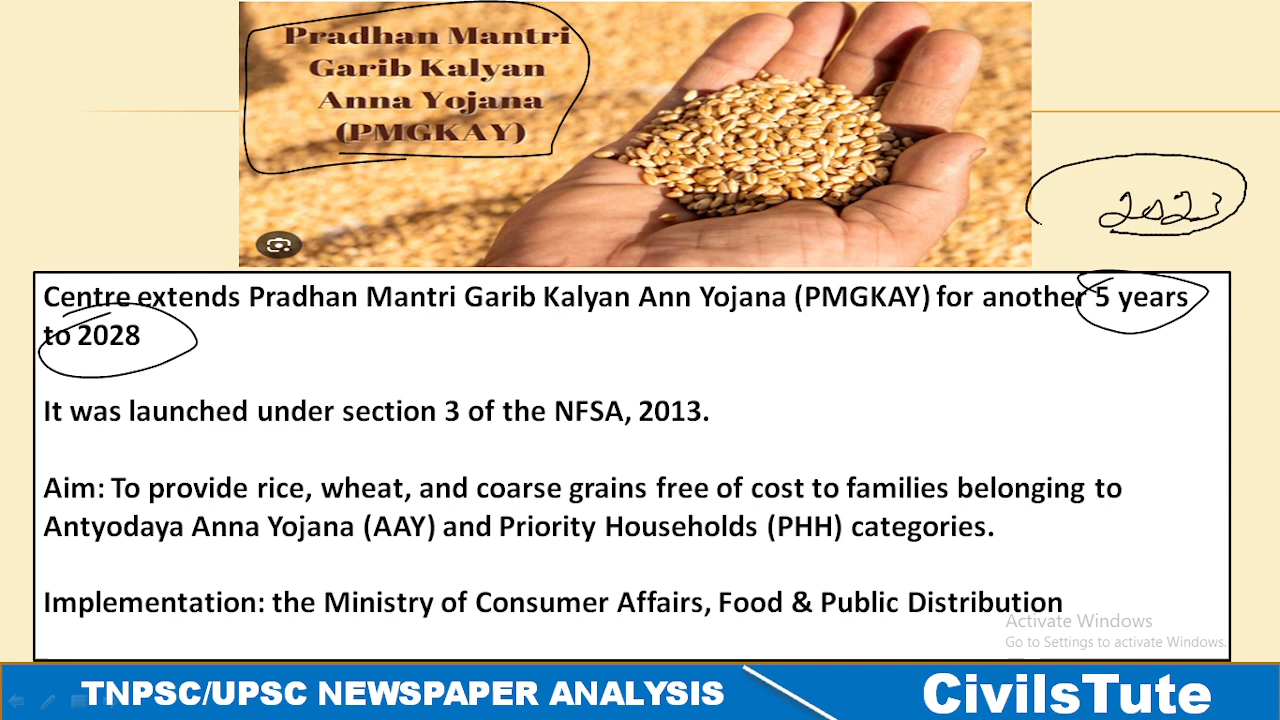 Pradhan Mantri
Garib Kalyan
Anna Yojana
(PMGKAY)
2023
Centre extends Pradhan Mantri Garib Kalyan Ann Yojana (PMGKAY) for another 5 years
to 2028
It was launched under section 3 of the NFSA, 2013.
Aim: To provide rice, wheat, and coarse grains free of cost to families belonging to
Antyodaya Anna Yojana (AAY) and Priority Households (PHH) categories.
Implementation: the Ministry of Consumer Affairs, Food & Public Distribution
Activate Windows
Go to Settings to activate Windows.
TNPSC/UPSC NEWSPAPER ANALYSIS
CivilsTute